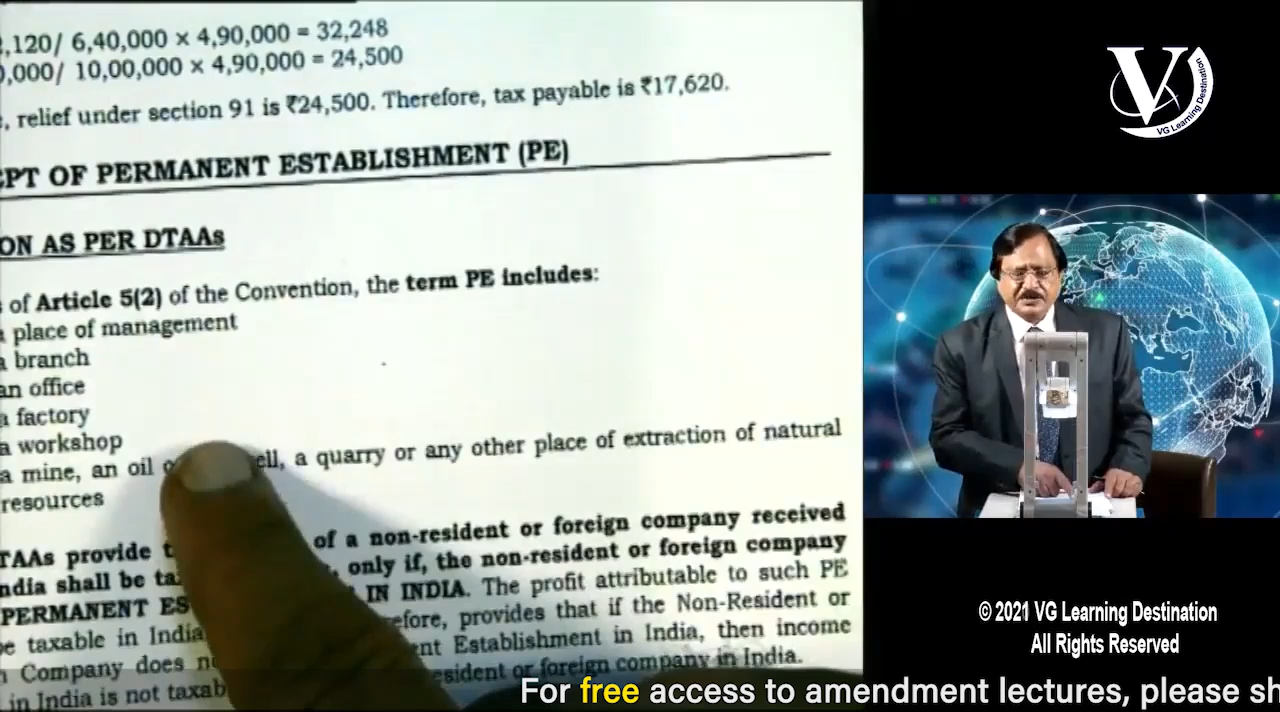 ,120/ 6,40,000 × 4,90,000 = 32,248
0,000/ 10,00,000 × 4,90,000 = 24,500
, relief under section 91 is ₹24,500. Therefore, tax payable is ₹17,620.
EPT OF PERMANENT ESTABLISHMENT (PE)
ON AS PER DTAAs
of Article 5(2) of the Convention, the term PE includes:
a place of management
a branch
an office
a factory
a workshop
a mine, an oil ell, a quarry or any other place of extraction of natural
resources
TAAs provide of a non-resident or foreign company received
ndia shall be ta only if, the non-resident or foreign company
PERMANENT ES IN INDIA. The profit attributable to such PE
be taxable in India efore, provides that if the Non-Resident or
n Company does n nt Establishment in India, then income
in India is not taxab esident or foreign company in India.
V
VG Learning Destination
© 2021 VG Learning Destination
All Rights Reserved
For free access to amendment lectures, please sh